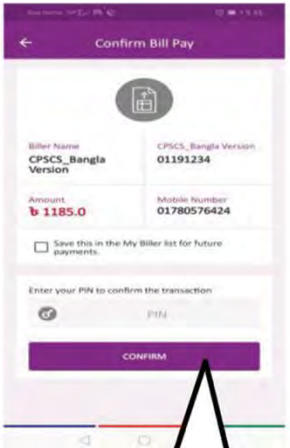 Confirm Bill Pay
Biller Name
CPSCS_Bangla
Version
CPSCS_Bangla Version
01191234
Amount
৳ 1185.0
Mobile Number
01780576424
Save this in the My Biller list for future
payments.
Enter your PIN to confirm the transaction
PIN
CONFIRM